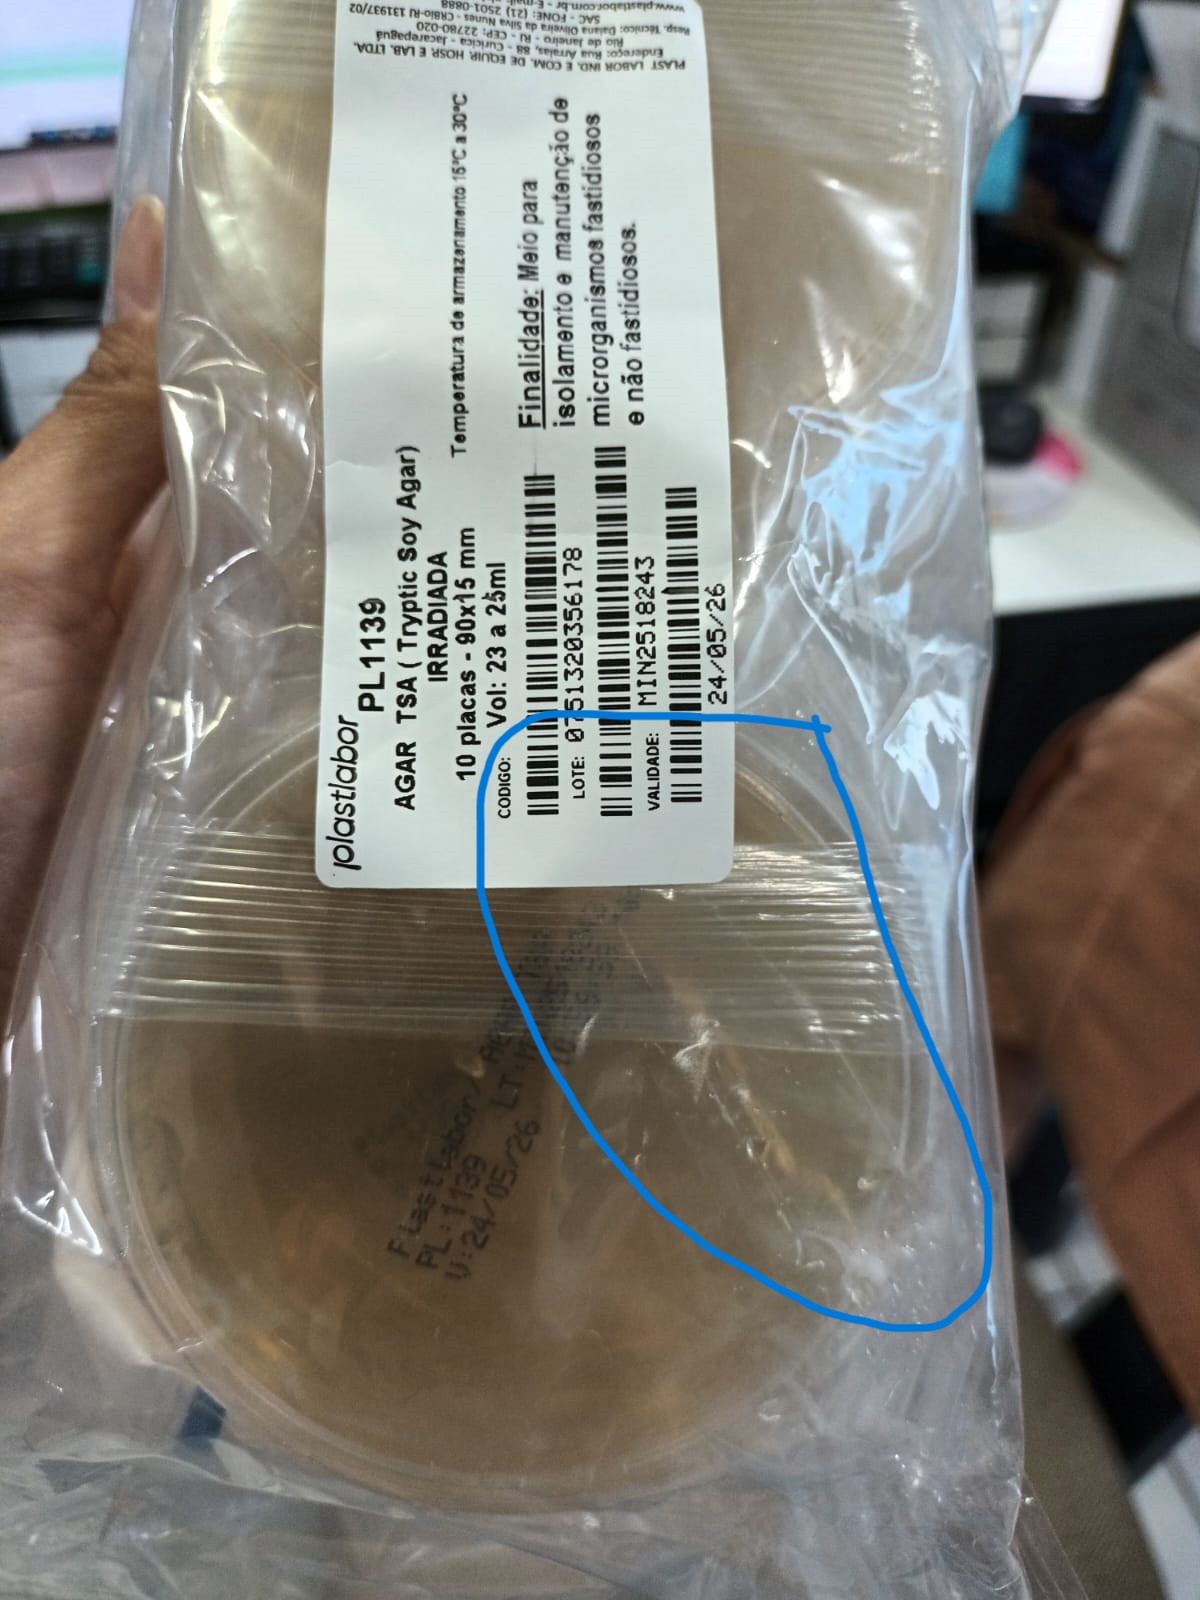 plastlabor
PL1139
AGAR TSA ( Tryptic Soy Agar)
IRRADIADA
10 placas - 90x15 mm
Vol: 23 a 25ml
Temperatura de armazenamento 15°C a 30°C
CODIGO:
0751320356178
LOTE:
MIN2518243
VALIDADE:
24/05/26
Finalidade: Meio para
isolamento e manutenção de
microrganismos fastidiosos
e não fastidiosos.
PLAST LABOR IND. E COM. DE EQUIP. HOSP. E LAB. LTDA.
Endereço: Rua Arraias, 88 - Curicica - Jacarepaguá
Rio de Janeiro - RJ - CEP: 22780-020
Resp. Técnico: Daiana Oliveira da Silva Nunes - CRBIO-RJ 131937/02
SAC - FONE: (21) 2501-0888
www.plastlabor.com.br - E-mail:
PlastLabor/
PL:1139
V:24/05/26 LT: